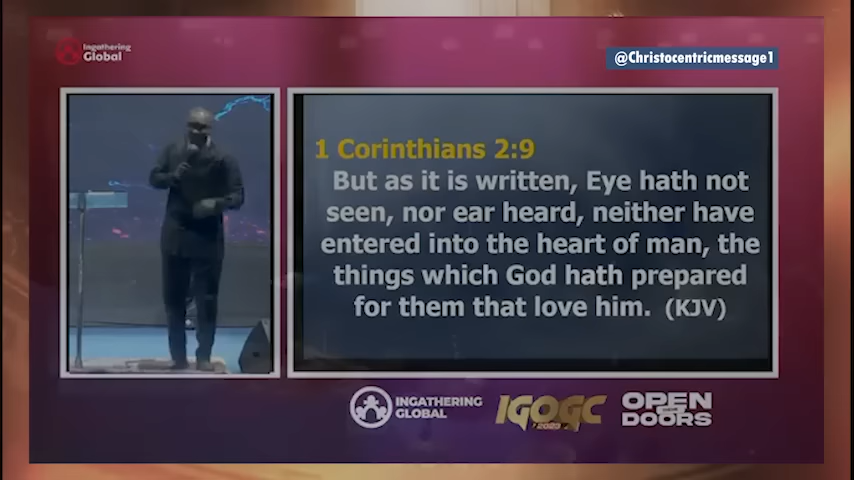 Ingathering
Global
@Christocentricmessage1
1 Corinthians 2:9
But as it is written, Eye hath not
seen, nor ear heard, neither have
entered into the heart of man, the
things which God hath prepared
for them that love him. (KJV)
INGATHERING
GLOBAL
IGOGC
2023
OPEN
DOORS